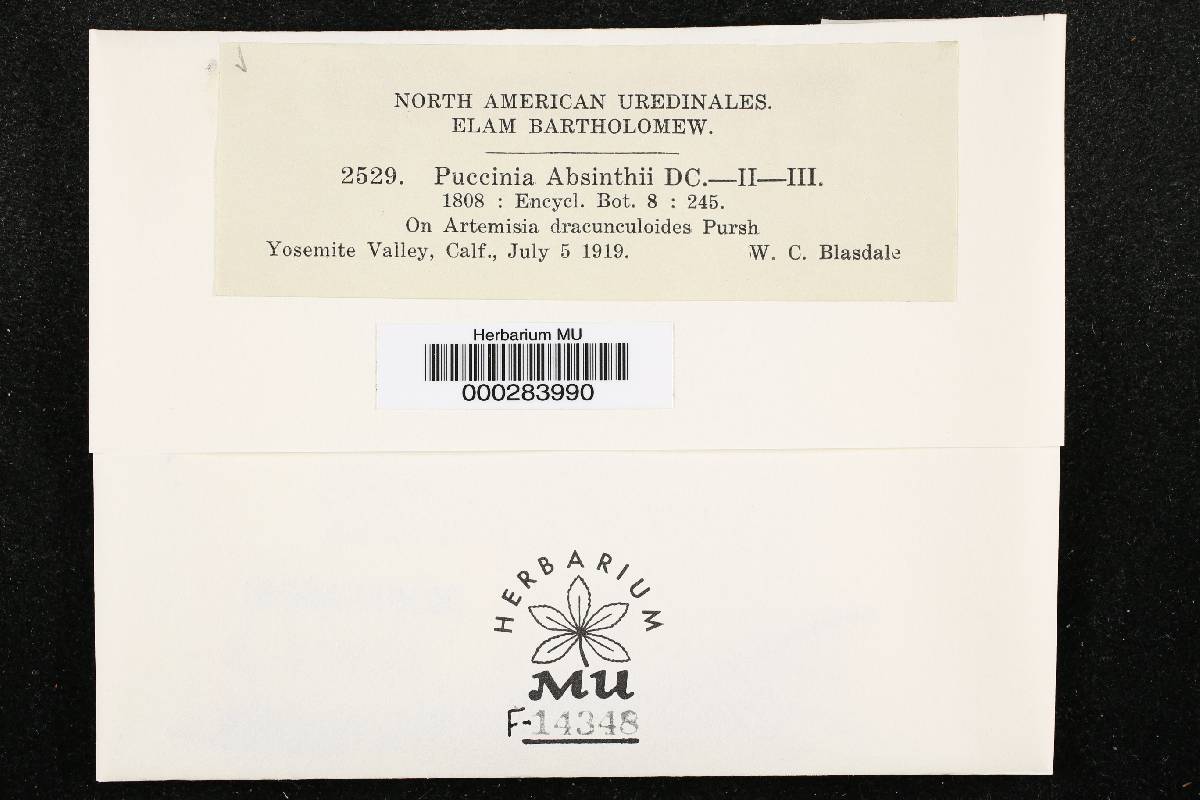 NORTH AMERICAN UREDINALES.
ELAM BARTHOLOMEW.
2529. Puccinia Absinthii DC.—II—III.
1808 : Encycl. Bot. 8 : 245.
On Artemisia dracunculoides Pursh
Yosemite Valley, Calf., July 5 1919. W. C. Blasdale
Herbarium MU
000283990
HERBARIUM
MU
F-14348